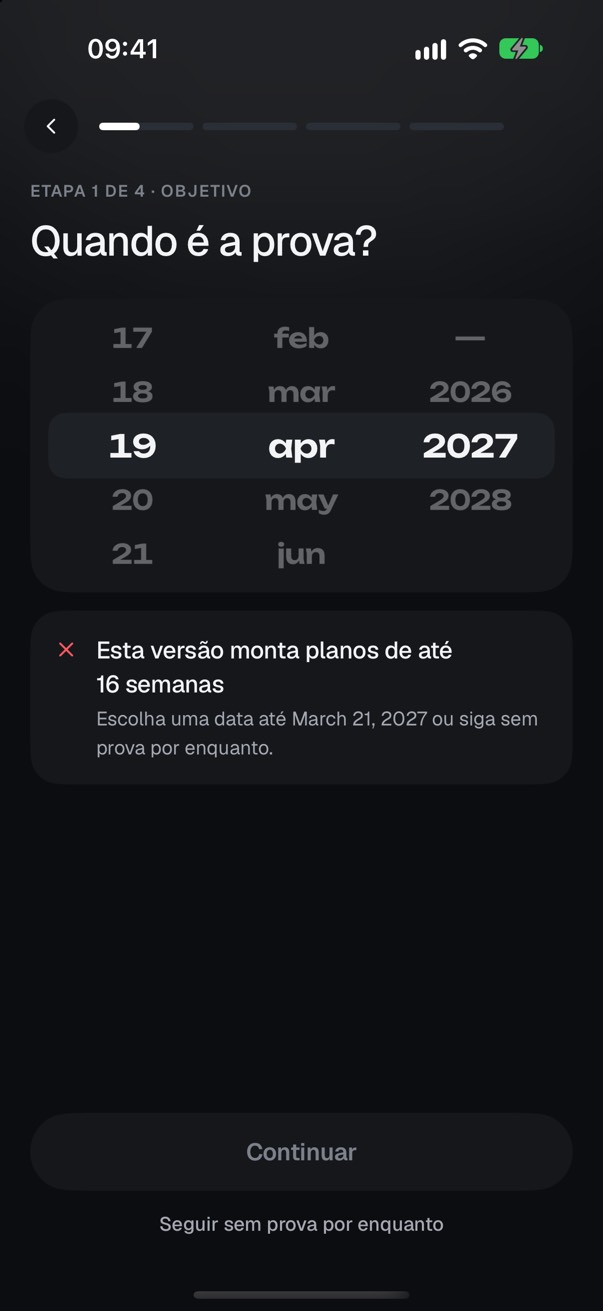 09:41
ETAPA 1 DE 4 · OBJETIVO
Quando é a prova?
17 feb —
18 mar 2026
19 apr 2027
20 may 2028
21 jun
Esta versão monta planos de até
16 semanas
Escolha uma data até March 21, 2027 ou siga sem
prova por enquanto.
Continuar
Seguir sem prova por enquanto